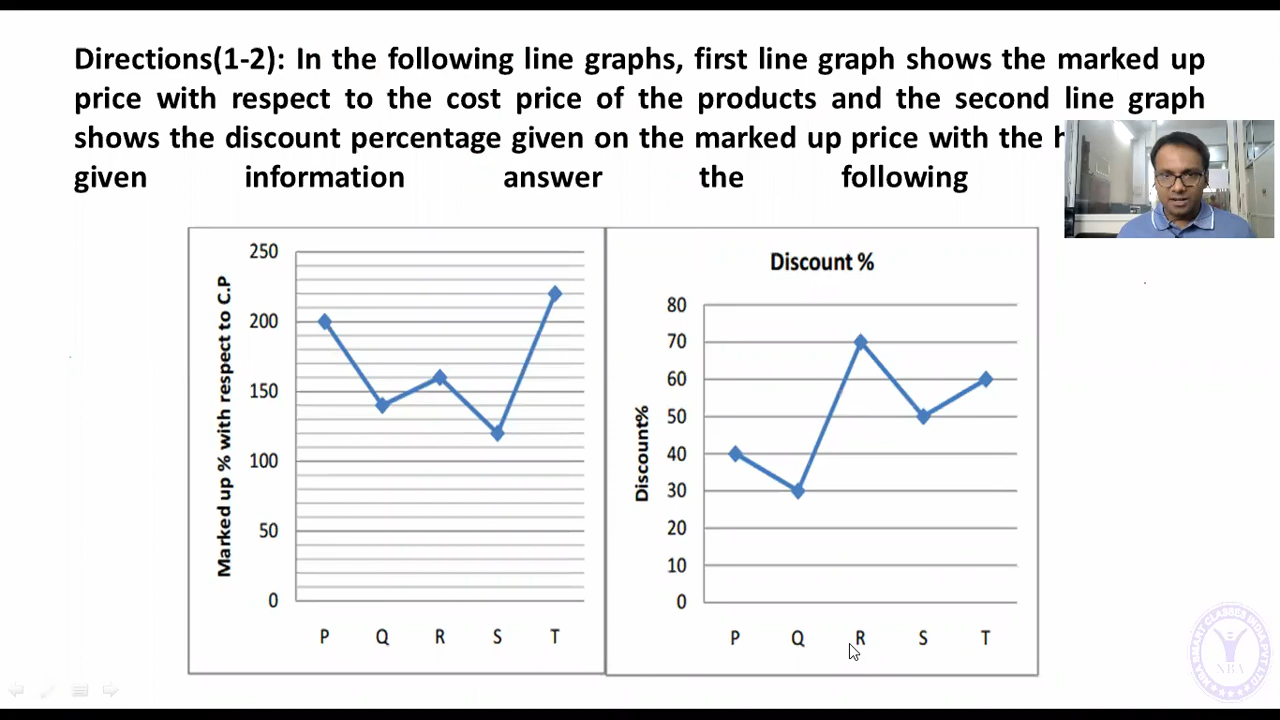 Directions(1-2): In the following line graphs, first line graph shows the marked up
price with respect to the cost price of the products and the second line graph
shows the discount percentage given on the marked up price with the
given information answer the following
Marked up % with respect to C.P
250
200
150
100
50
0
P Q R S T
Discount %
Discount%
80
70
60
50
40
30
20
10
0
P Q R S T
NBA